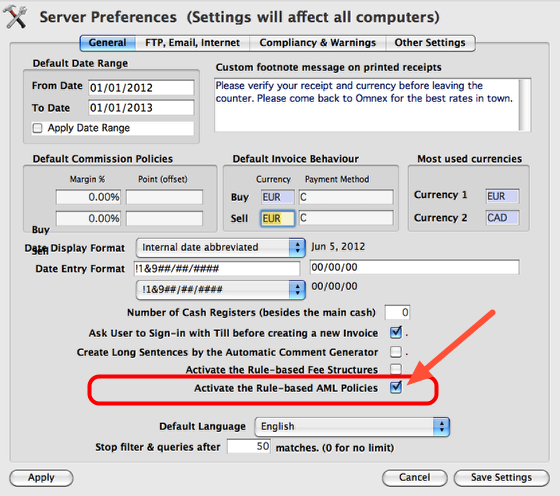 Server Preferences (Settings will affect all computers)
General FTP, Email, Internet Compliance & Warnings Other Settings
Default Date Range
From Date 01/01/2012
To Date 01/01/2013
Apply Date Range
Custom footnote message on printed receipts
Please verify your receipt and currency before leaving the
counter. Please come back to Omnex for the best rates in town.
Default Commission Policies
Margin % Point (offset)
0.00%
0.00%
Buy
Sell
Default Invoice Behaviour
Currency Payment Method
Buy EUR C
Sell EUR C
Most used currencies
Currency 1 EUR
Currency 2 CAD
Date Display Format Internal date abbreviated Jun 5, 2012
Date Entry Format !1&9##/##/#### 00/00/00
!1&9##/##/#### 00/00/00
Number of Cash Registers (besides the main cash) 0
Ask User to Sign-in with Till before creating a new Invoice .
Create Long Sentences by the Automatic Comment Generator .
Activate the Rule-based Fee Structures
Activate the Rule-based AML Policies
Default Language English
Stop filter & queries after 50 matches. (0 for no limit)
Apply Cancel Save Settings